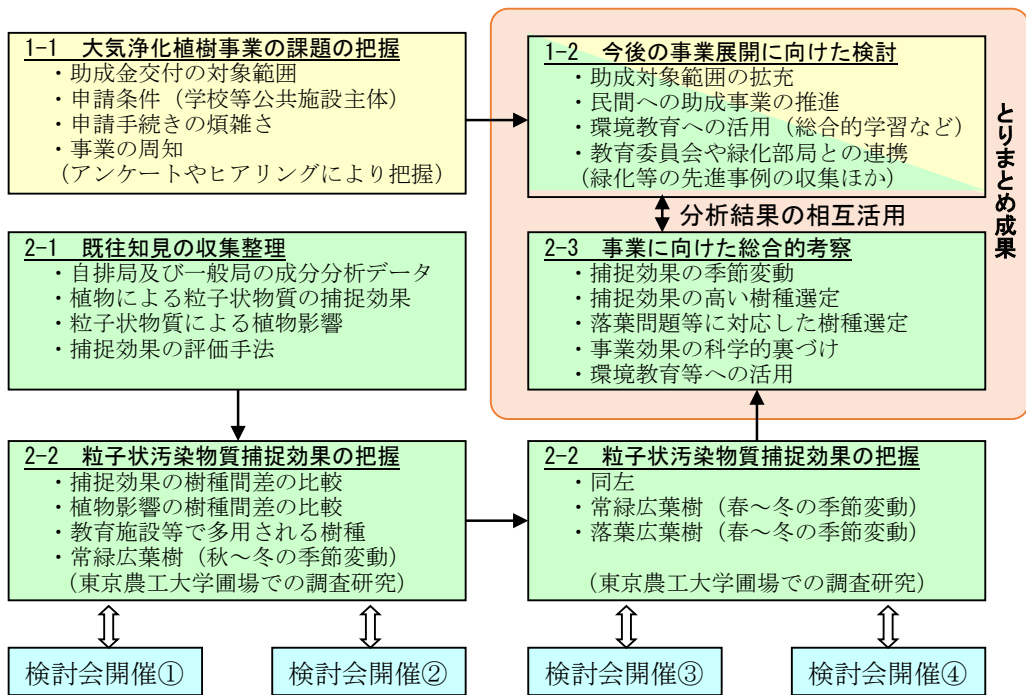 1-1 大気浄化植樹事業の課題の把握
・助成金交付の対象範囲
・申請条件（学校等公共施設主体）
・申請手続きの煩雑さ
・事業の周知
（アンケートやヒアリングにより把握）
1-2 今後の事業展開に向けた検討
・助成対象範囲の拡充
・民間への助成事業の推進
・環境教育への活用（総合的学習など）
・教育委員会や緑化部局との連携
（緑化等の先進事例の収集ほか）
とりまとめ成果
分析結果の相互活用
2-1 既往知見の収集整理
・自排局及び一般局の成分分析データ
・植物による粒子状物質の捕捉効果
・粒子状物質による植物影響
・捕捉効果の評価手法
2-3 事業に向けた総合的考察
・捕捉効果の季節変動
・捕捉効果の高い樹種選定
・落葉問題等に対応した樹種選定
・事業効果の科学的裏づけ
・環境教育等への活用
2-2 粒子状汚染物質捕捉効果の把握
・捕捉効果の樹種間差の比較
・植物影響の樹種間差の比較
・教育施設等で多用される樹種
・常緑広葉樹（秋～冬の季節変動）
（東京農工大学圃場での調査研究）
2-2 粒子状汚染物質捕捉効果の把握
・同左
・常緑広葉樹（春～冬の季節変動）
・落葉広葉樹（春～冬の季節変動）
（東京農工大学圃場での調査研究）
検討会開催①
検討会開催②
検討会開催③
検討会開催④